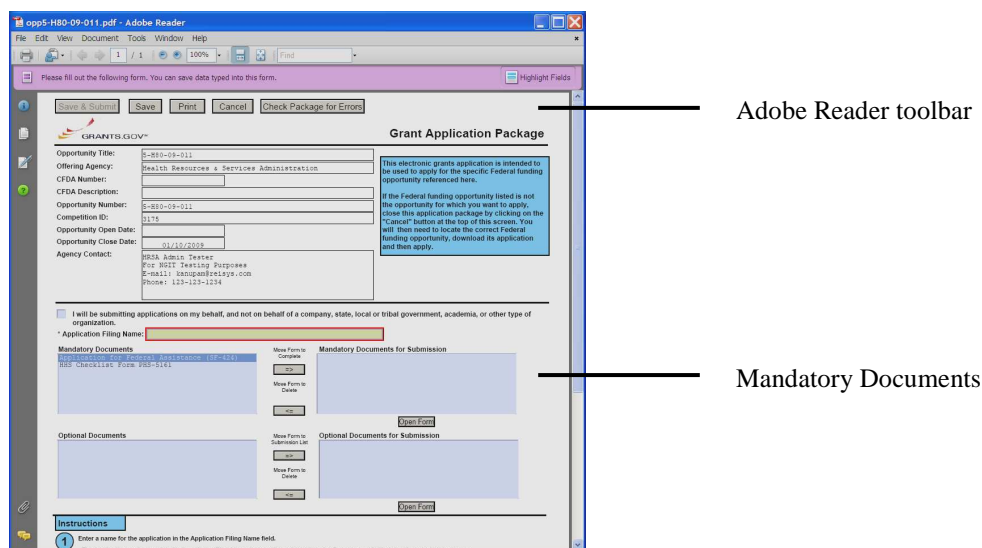 opp5-H80-09-011.pdf - Adobe Reader
File Edit View Document Tools Window Help
1 / 1 100% Find
Please fill out the following form. You can save data typed into this form.
Highlight Fields
Save & Submit Save Print Cancel Check Package for Errors
Adobe Reader toolbar
GRANTS.GOV℠
Grant Application Package
Opportunity Title: 5-H80-09-011
Offering Agency: Health Resources & Services Administration
CFDA Number:
CFDA Description:
Opportunity Number: 5-H80-09-011
Competition ID: 3175
Opportunity Open Date:
Opportunity Close Date: 01/10/2009
Agency Contact: HRSA Admin Tester
For NGIT Testing Purposes
E-mail: kanupam@reisys.com
Phone: 123-123-1234
This electronic grants application is intended to
be used to apply for the specific Federal funding
opportunity referenced here.
If the Federal funding opportunity listed is not
the opportunity for which you want to apply,
close this application package by clicking on the
"Cancel" button at the top of this screen. You
will then need to locate the correct Federal
funding opportunity, download its application
and then apply.
I will be submitting applications on my behalf, and not on behalf of a company, state, local or tribal government, academia, or other type of
organization.
* Application Filing Name:
Mandatory Documents
Application for Federal Assistance (SF-424)
HHS Checklist Form PHS-5161
Move Form to
Complete
=>
Move Form to
Delete
<=
Mandatory Documents for Submission
Open Form
Mandatory Documents
Optional Documents
Move Form to
Submission List
=>
Move Form to
Delete
<=
Optional Documents for Submission
Open Form
Instructions
1 Enter a name for the application in the Application Filing Name field.